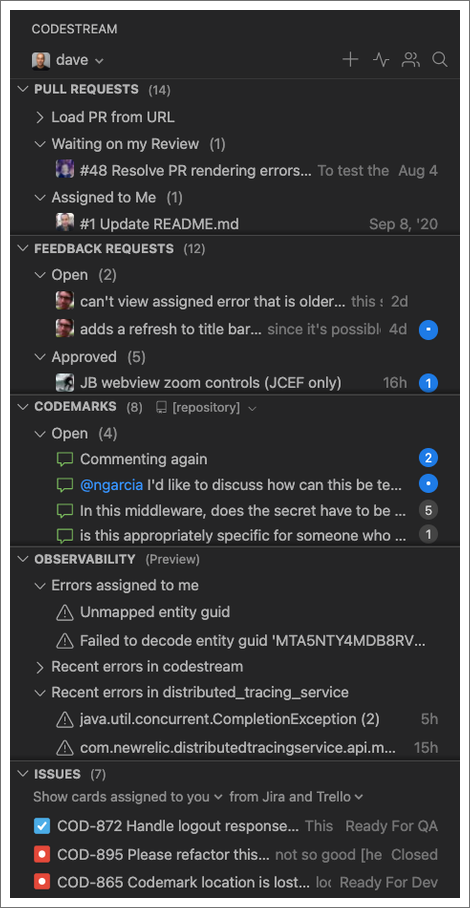 CODESTREAM
dave
PULL REQUESTS (14)
Load PR from URL
Waiting on my Review (1)
#48 Resolve PR rendering errors... To test the Aug 4
Assigned to Me (1)
#1 Update README.md Sep 8, '20
FEEDBACK REQUESTS (12)
Open (2)
can't view assigned error that is older... this 2d
adds a refresh to title bar... since it's possibl 4d
Approved (5)
JB webview zoom controls (JCEF only) 16h 1
CODEMARKS (8) [repository]
Open (4)
Commenting again 2
@ngarcia I'd like to discuss how can this be te...
In this middleware, does the secret have to be ... 5
is this appropriately specific for someone who ... 1
OBSERVABILITY (Preview)
Errors assigned to me
Unmapped entity guid
Failed to decode entity guid 'MTA5NTY4MDB8RV...
Recent errors in codestream
Recent errors in distributed_tracing_service
java.util.concurrent.CompletionException (2) 5h
com.newrelic.distributedtracingservice.api.m... 15h
ISSUES (7)
Show cards assigned to you from Jira and Trello
COD-872 Handle logout response... This Ready For QA
COD-895 Please refactor this... not so good [he Closed
COD-865 Codemark location is lost... Ready For Dev